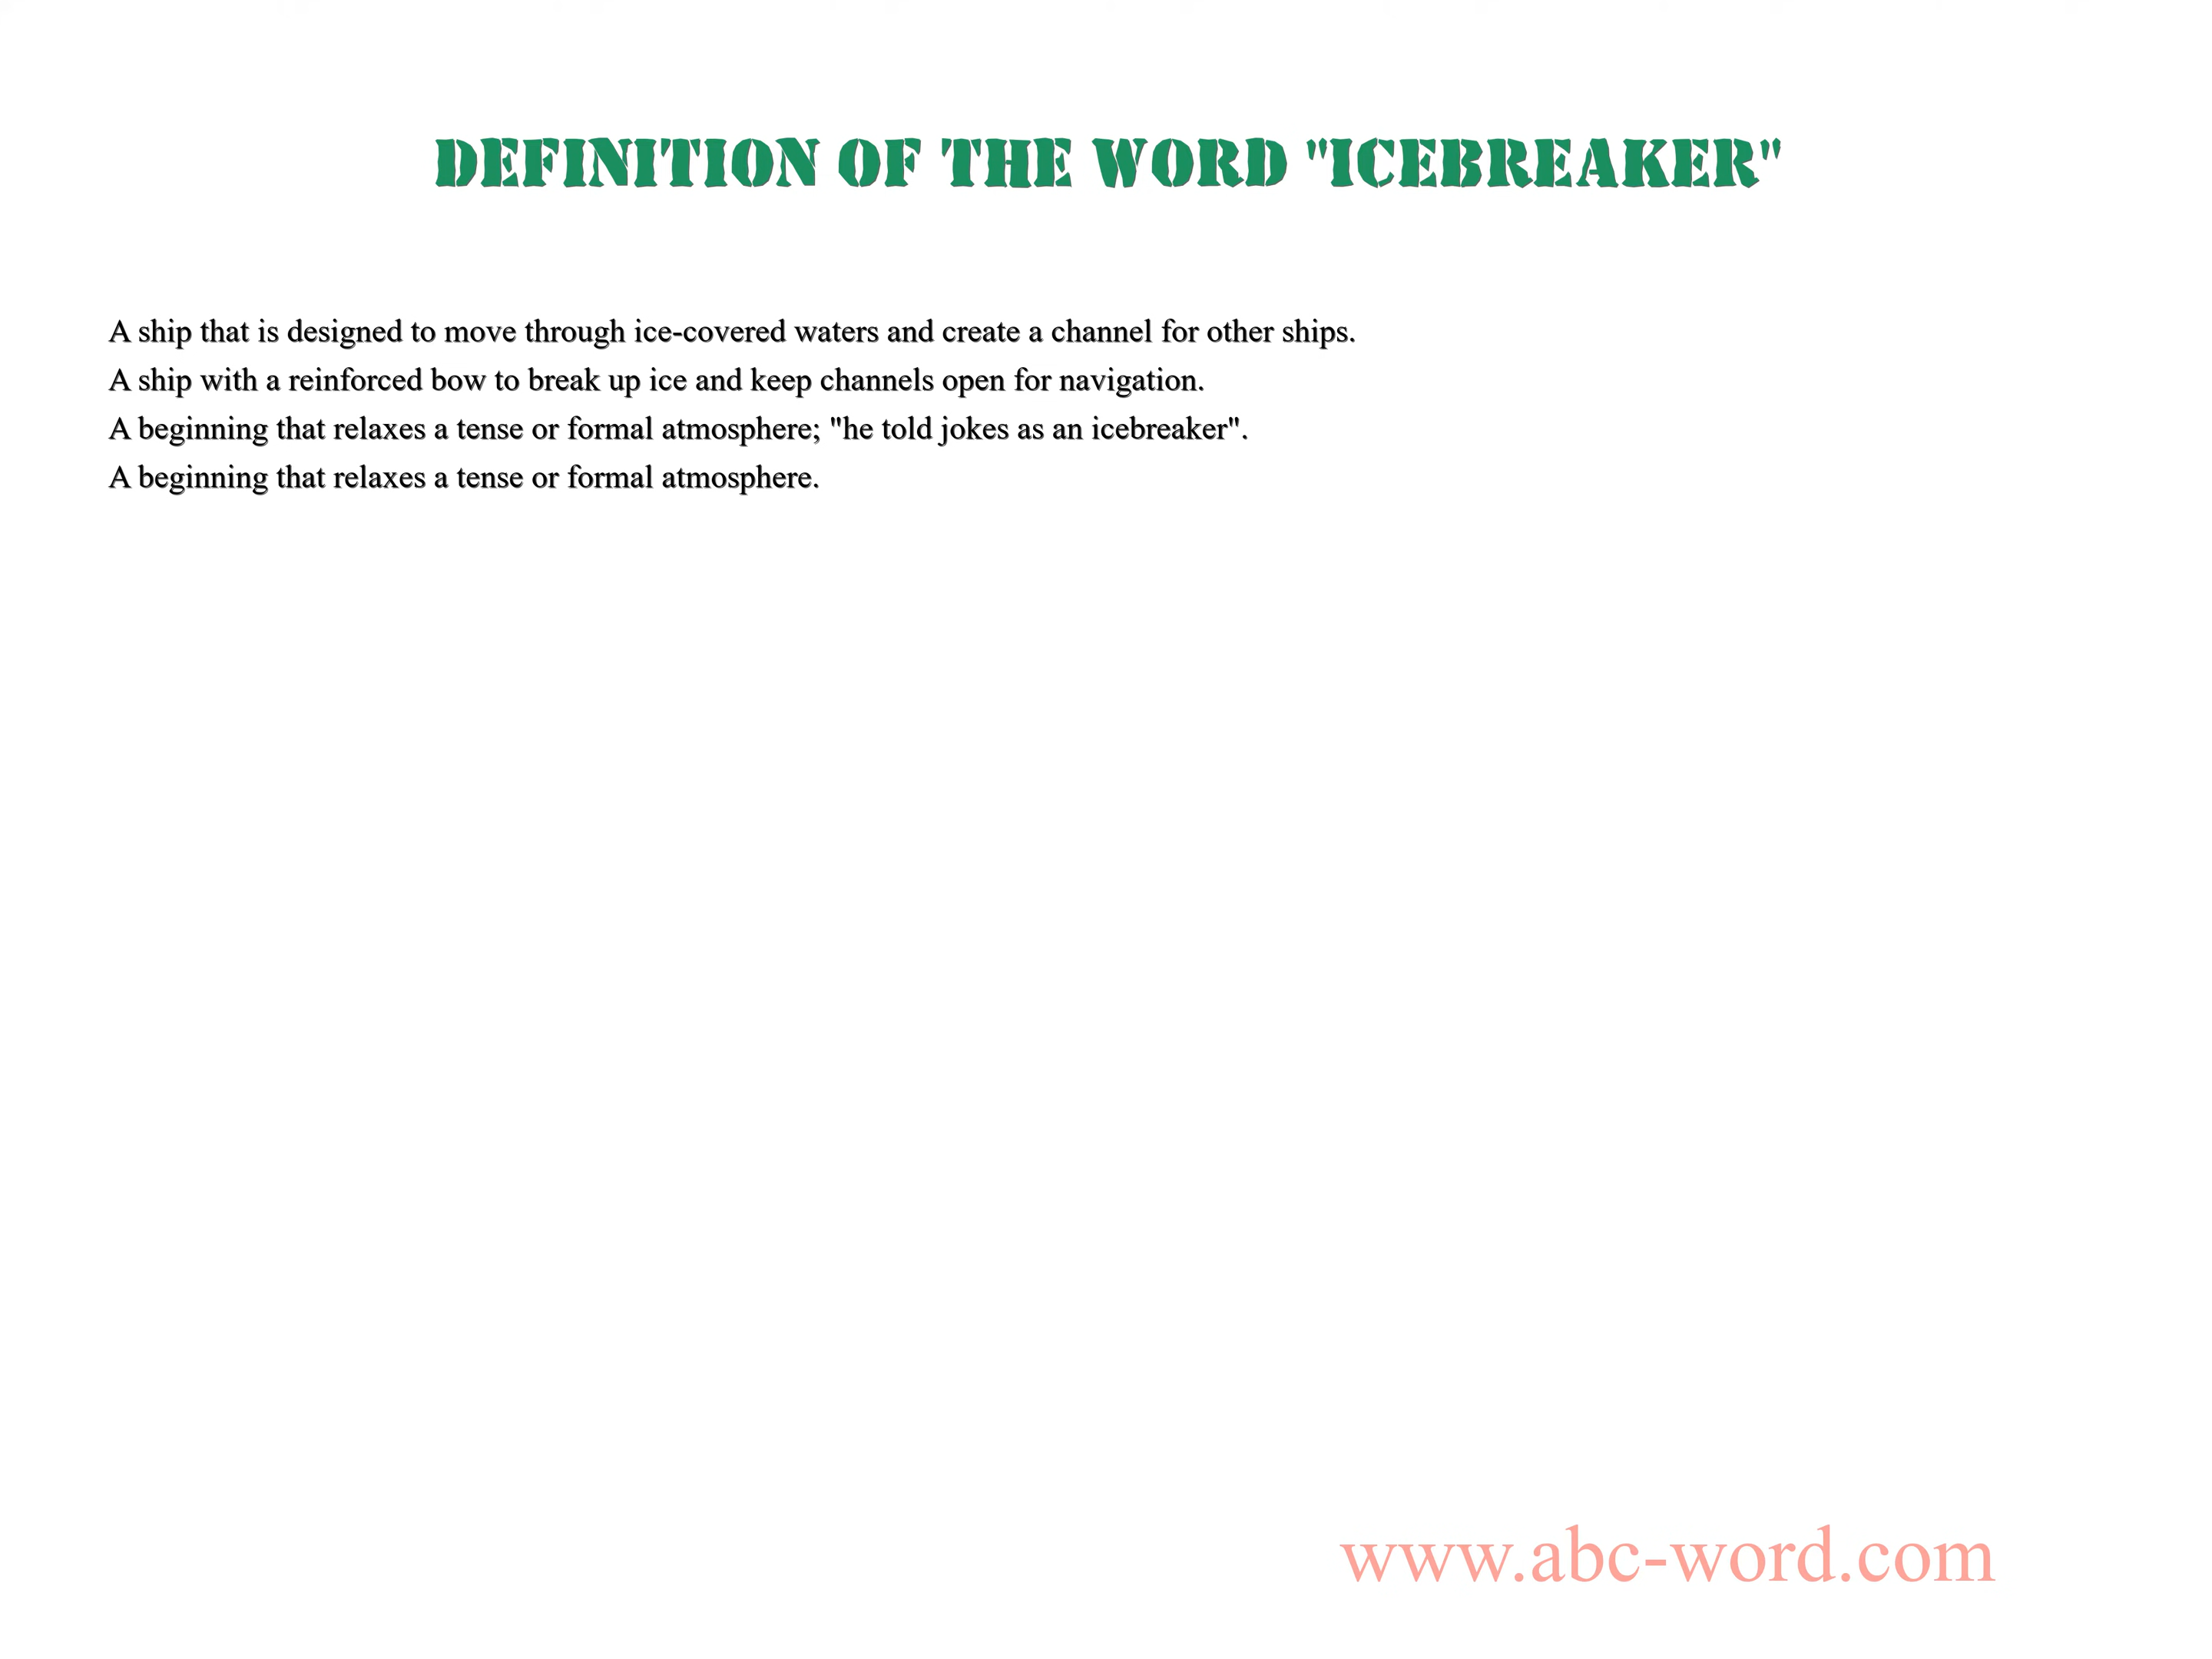 DEFINITION OF THE WORD "ICEBREAKER"
A ship that is designed to move through ice-covered waters and create a channel for other ships.
A ship with a reinforced bow to break up ice and keep channels open for navigation.
A beginning that relaxes a tense or formal atmosphere; "he told jokes as an icebreaker".
A beginning that relaxes a tense or formal atmosphere.
www.abc-word.com